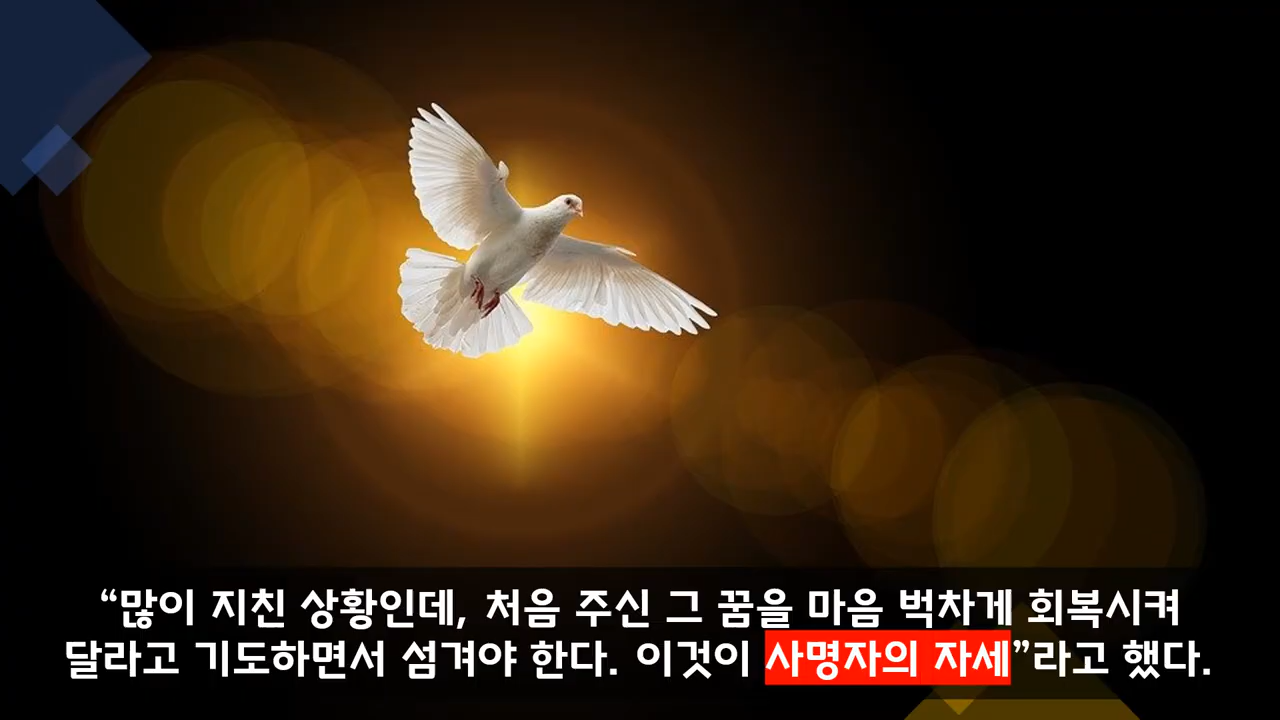 “많이 지친 상황인데, 처음 주신 그 꿈을 마음 벅차게 회복시켜
달라고 기도하면서 섬겨야 한다. 이것이 사명자의 자세”라고 했다.